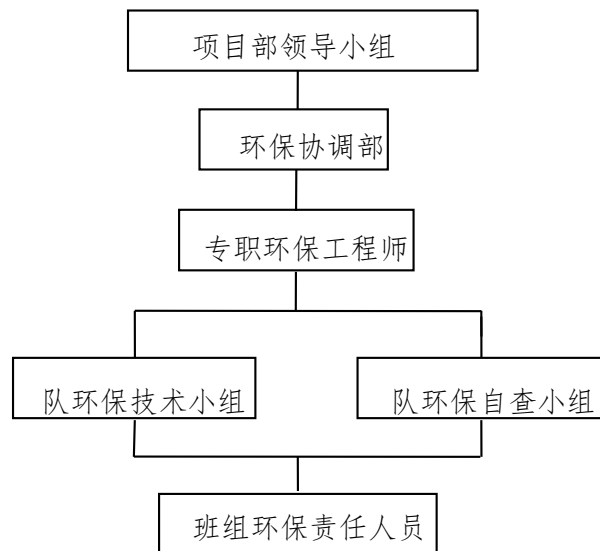 项目部领导小组
环保协调部
专职环保工程师
队环保技术小组
队环保自查小组
班组环保责任人员